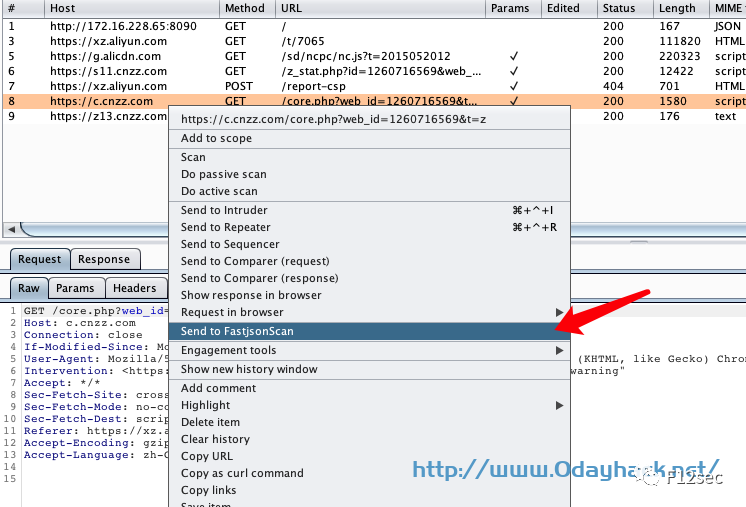 # Host Method URL Params Edited Status Length MIME
1 http://172.16.228.65:8090 GET / 200 167 JSON
3 https://xz.aliyun.com GET /t/7065 200 111820 HTML
5 https://g.alicdn.com GET /sd/ncpc/nc.js?t=2015052012 ✓ 200 220323 script
6 https://s11.cnzz.com GET /z_stat.php?id=1260716569&web_... ✓ 200 12422 script
7 https://xz.aliyun.com POST /report-csp ✓ 404 701 HTML
8 https://c.cnzz.com GET /core.php?web_id=1260716569&t... ✓ 200 1580 script
9 https://z13.cnzz.com 200 176 text
https://c.cnzz.com/core.php?web_id=1260716569&t=z
Add to scope
Scan
Do passive scan
Do active scan
Send to Intruder ⌘+^+I
Send to Repeater ⌘+^+R
Send to Sequencer
Send to Comparer (request)
Send to Comparer (response)
Show response in browser
Request in browser
Send to FastjsonScan
Engagement tools
Show new history window
Add comment
Highlight
Delete item
Clear history
Copy URL
Copy as curl command
Copy links
Save item
Request Response
Raw Params Headers
1 GET /core.php?web_id=
2 Host: c.cnzz.com
3 Connection: close
4 If-Modified-Since: Mo
5 User-Agent: Mozilla/5 (KHTML, like Gecko) Chrom
6 Intervention: <https: warning"
7 Accept: */*
8 Sec-Fetch-Site: cross
9 Sec-Fetch-Mode: no-co
10 Sec-Fetch-Dest: scrip
11 Referer: https://xz.a
12 Accept-Encoding: gzip
13 Accept-Language: zh-C
14
15
http://www.0dayhack.net/
F12sec